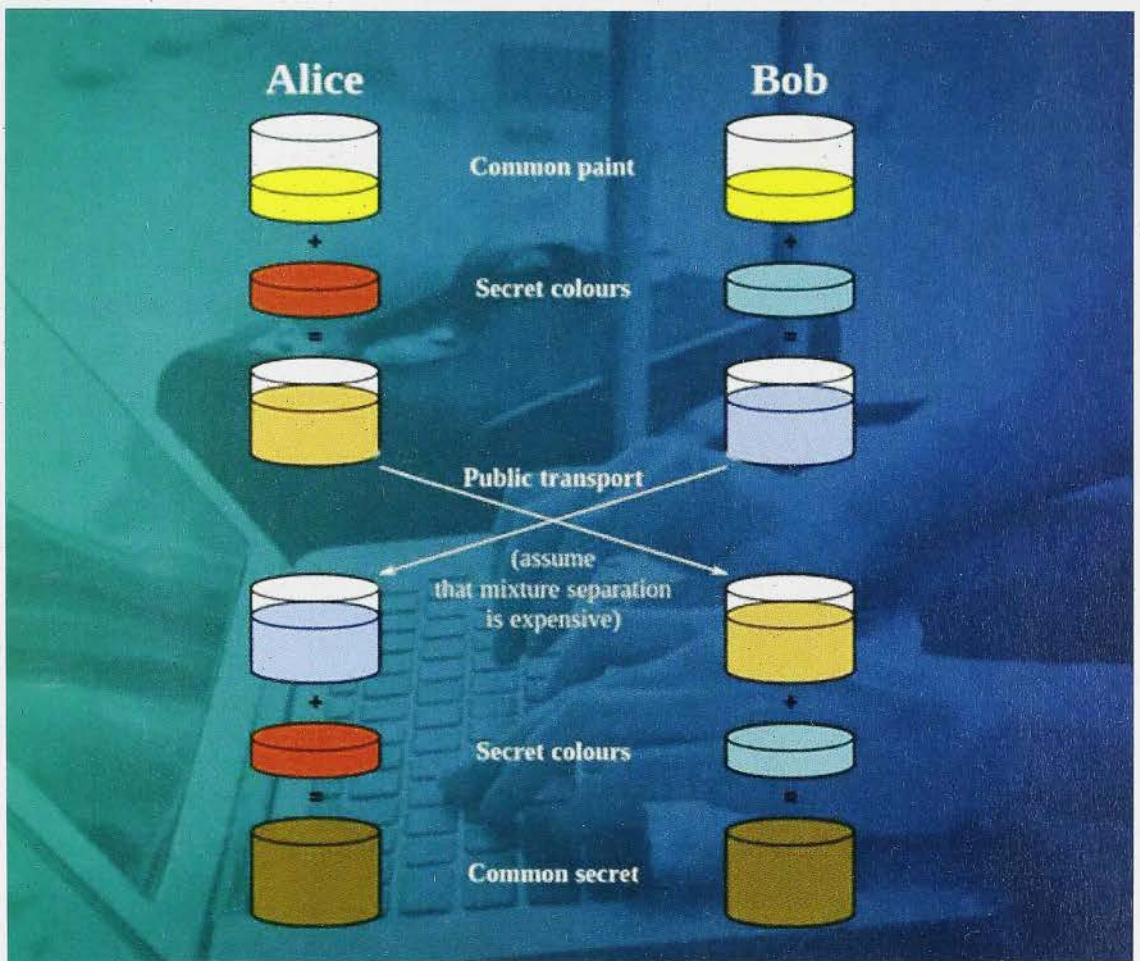 Alice
Bob
Common paint
+
+
Secret colours
=
=
Public transport
(assume
that mixture separation
is expensive)
+
+
Secret colours
=
=
Common secret